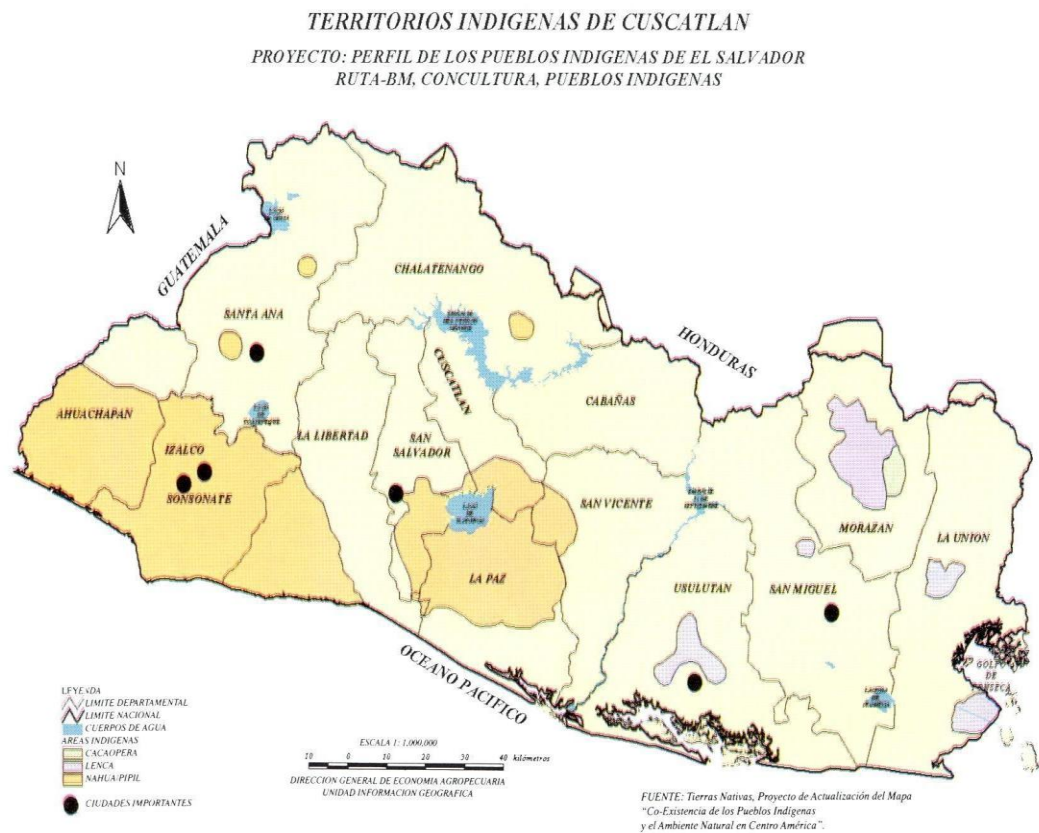 TERRITORIOS INDIGENAS DE CUSCATLAN
PROYECTO: PERFIL DE LOS PUEBLOS INDIGENAS DE EL SALVADOR
RUTA-BM, CONCULTURA, PUEBLOS INDIGENAS
N
GUATEMALA
CHALATENANGO
SANTA ANA
HONDURAS
CUSCATLAN
CABAÑAS
AHUACHAPAN
IZALCO
SONSONATE
LA LIBERTAD
SAN
SALVADOR
SAN VICENTE
LA PAZ
MORAZAN
LA UNION
USULUTAN
SAN MIGUEL
OCEANO PACIFICO
GOLFO
DE
FONSECA
LEYENDA
LIMITE DEPARTAMENTAL
LIMITE NACIONAL
CUERPOS DE AGUA
AREAS INDIGENAS
CACAOPERA
LENCA
NAHUA/PIPIL
CIUDADES IMPORTANTES
ESCALA 1: 1,000,000
10 0 10 20 30 40 kilómetros
DIRECCION GENERAL DE ECONOMIA AGROPECUARIA
UNIDAD INFORMACION GEOGRAFICA
FUENTE: Tierras Nativas, Proyecto de Actualización del Mapa
"Co-Existencia de los Pueblos Indígenas
y el Ambiente Natural en Centro América".